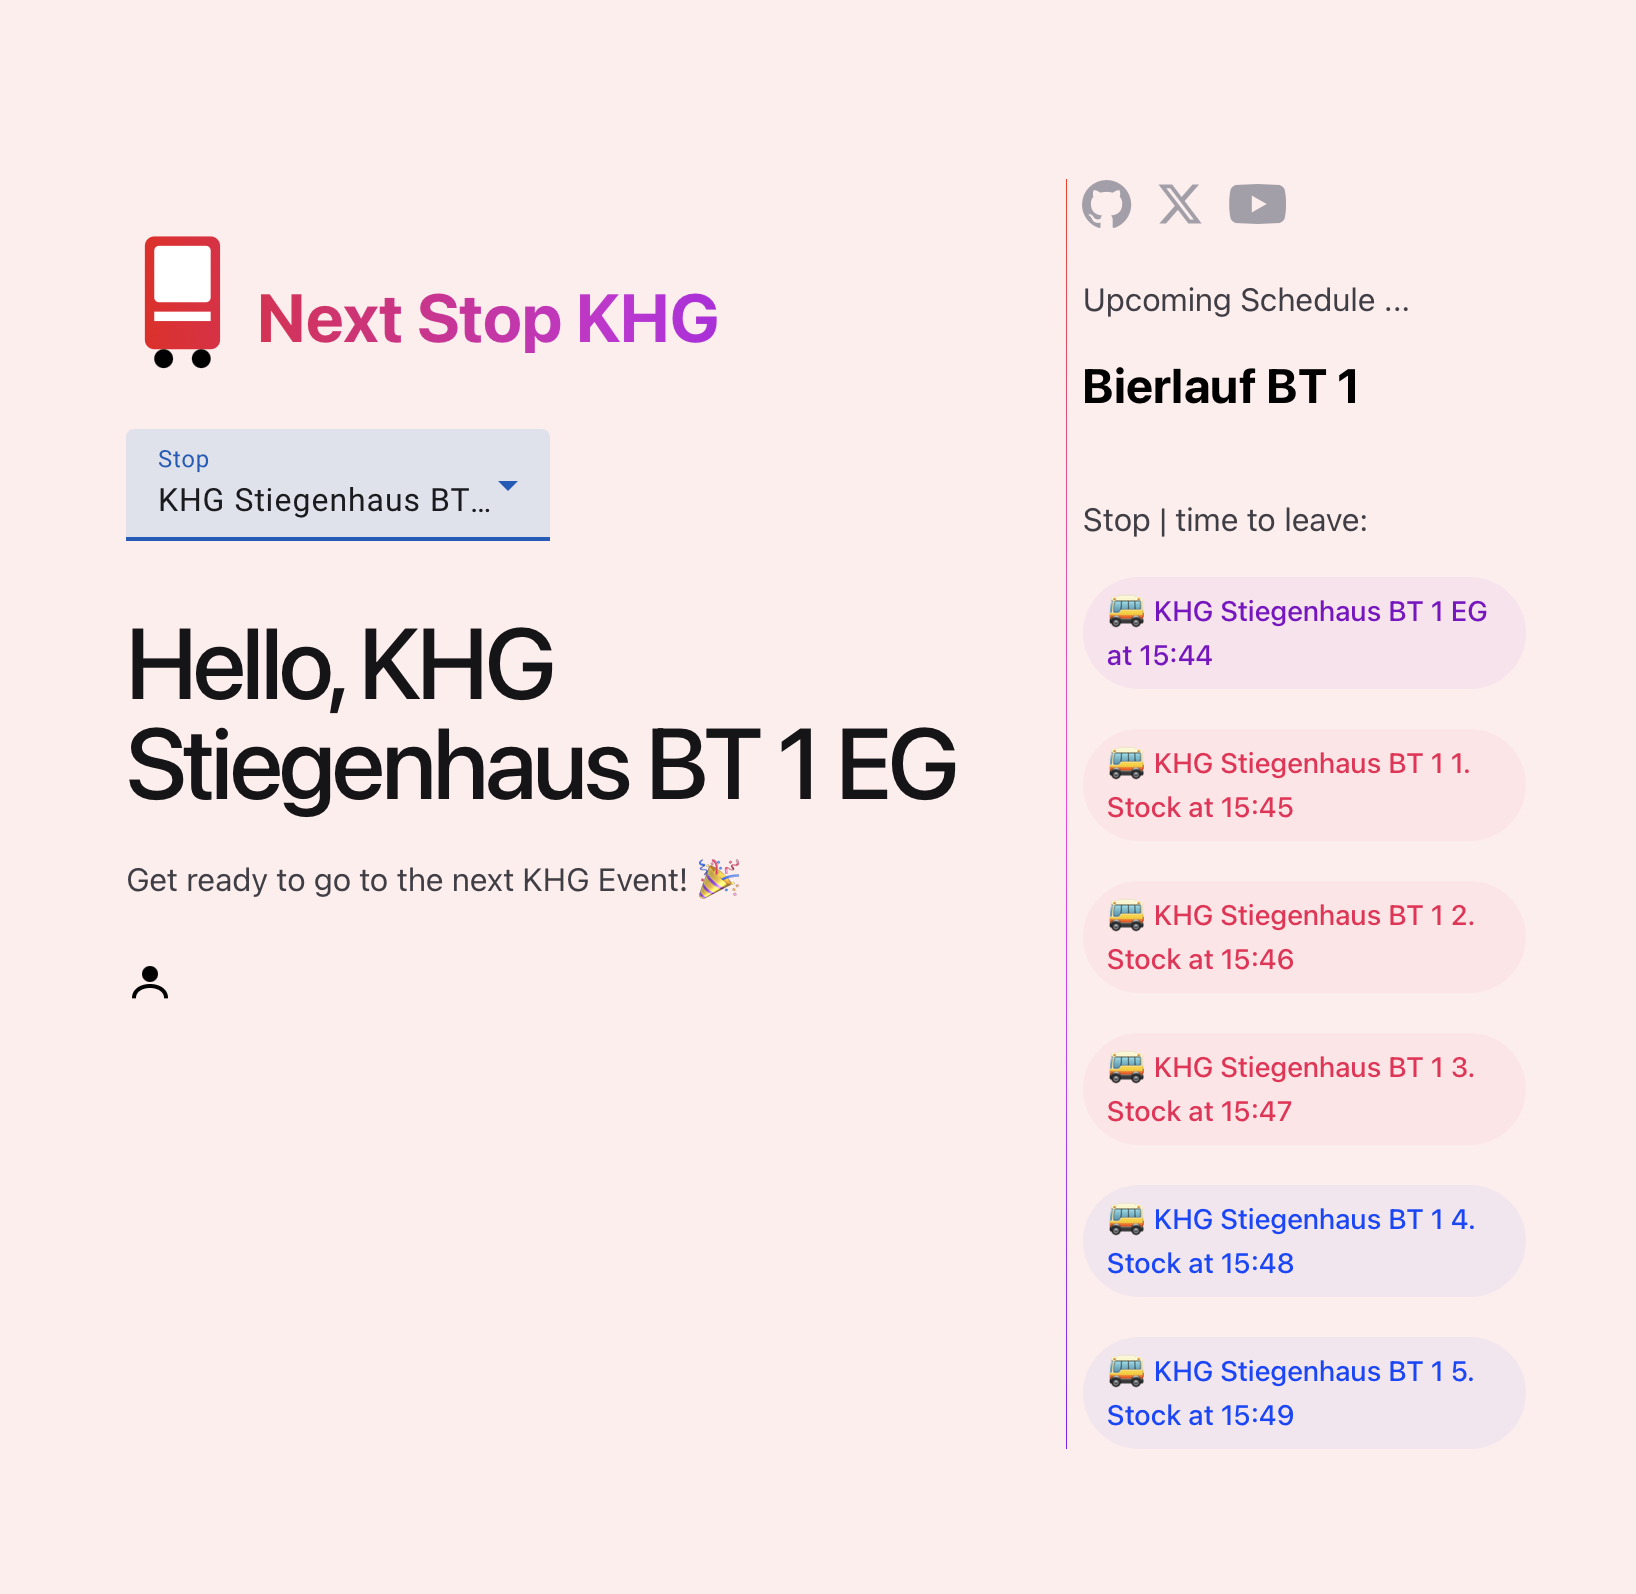 Next Stop KHG
Stop
KHG Stiegenhaus BT...
Hello, KHG
Stiegenhaus BT 1 EG
Get ready to go to the next KHG Event! 🎉
Upcoming Schedule ...
Bierlauf BT 1
Stop | time to leave:
🚌 KHG Stiegenhaus BT 1 EG
at 15:44
🚌 KHG Stiegenhaus BT 1 1.
Stock at 15:45
🚌 KHG Stiegenhaus BT 1 2.
Stock at 15:46
🚌 KHG Stiegenhaus BT 1 3.
Stock at 15:47
🚌 KHG Stiegenhaus BT 1 4.
Stock at 15:48
🚌 KHG Stiegenhaus BT 1 5.
Stock at 15:49